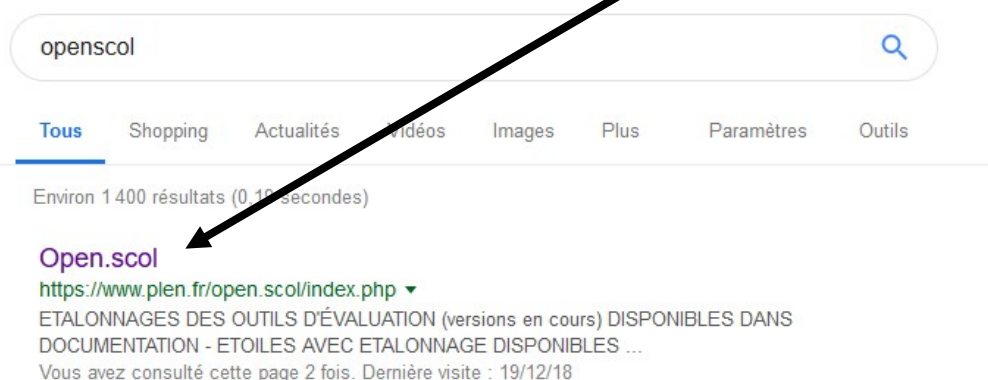 openscol
Tous Shopping Actualités Vidéos Images Plus Paramètres Outils
Environ 1 400 résultats (0,19 secondes)
Open.scol
https://www.plen.fr/open.scol/index.php
ETALONNAGES DES OUTILS D'ÉVALUATION (versions en cours) DISPONIBLES DANS
DOCUMENTATION - ETOILES AVEC ETALONNAGE DISPONIBLES ...
Vous avez consulté cette page 2 fois. Dernière visite : 19/12/18